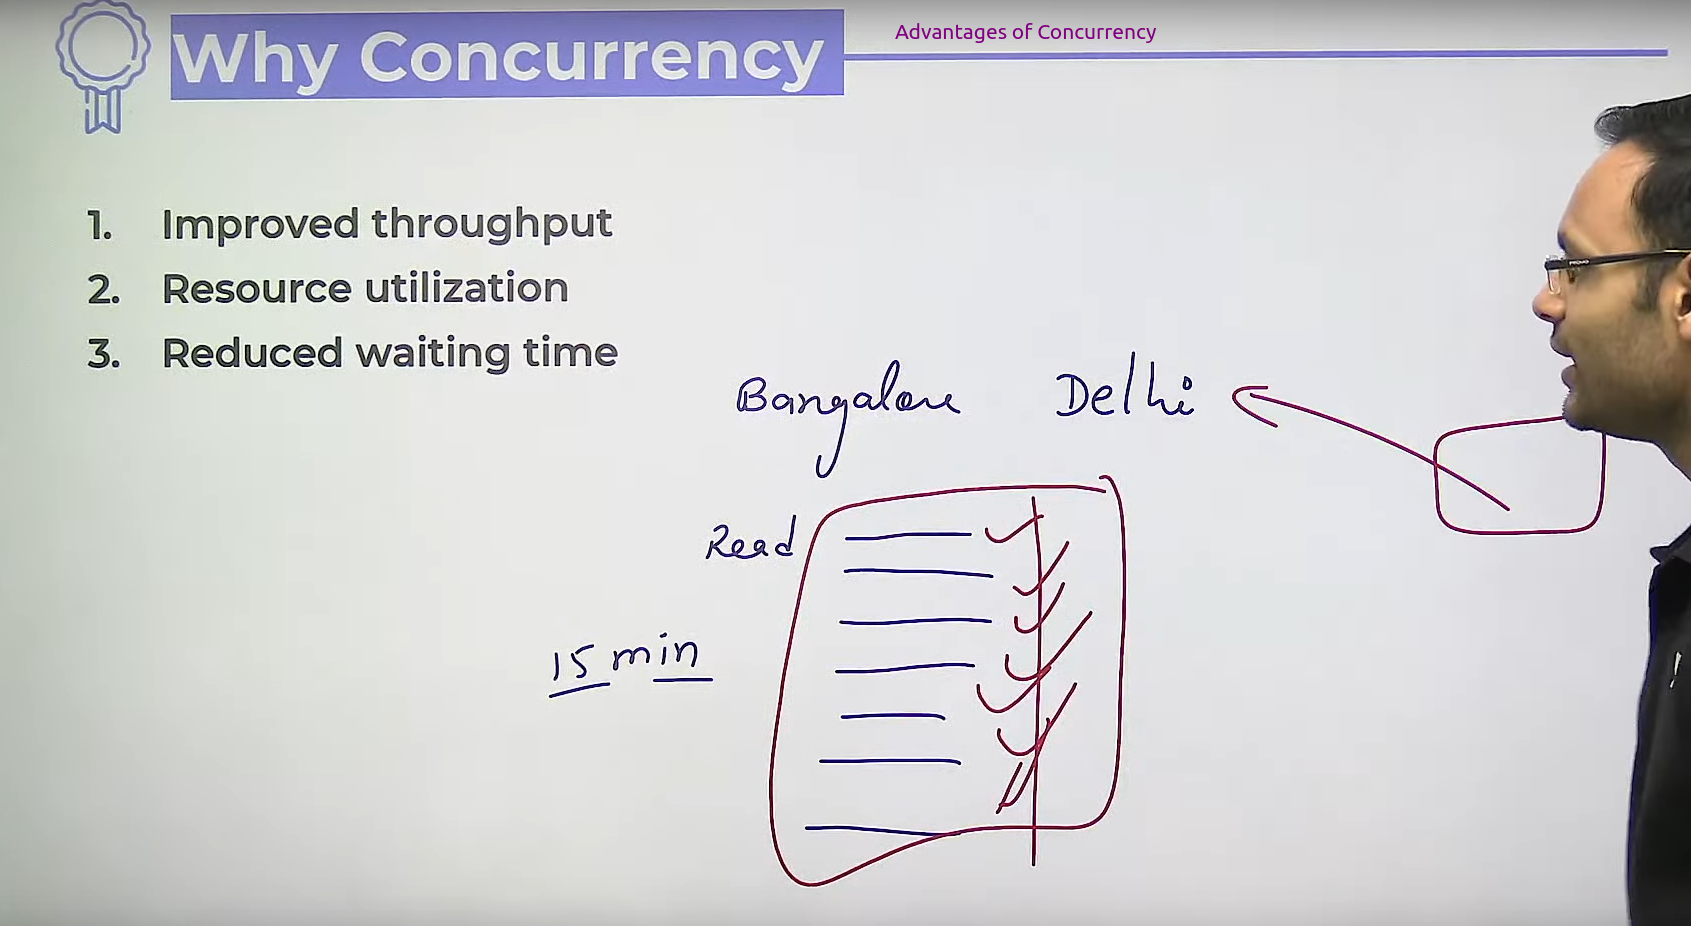 Why Concurrency
Advantages of Concurrency
1. Improved throughput
2. Resource utilization
3. Reduced waiting time
Bangalore Delhi
Read
15 min